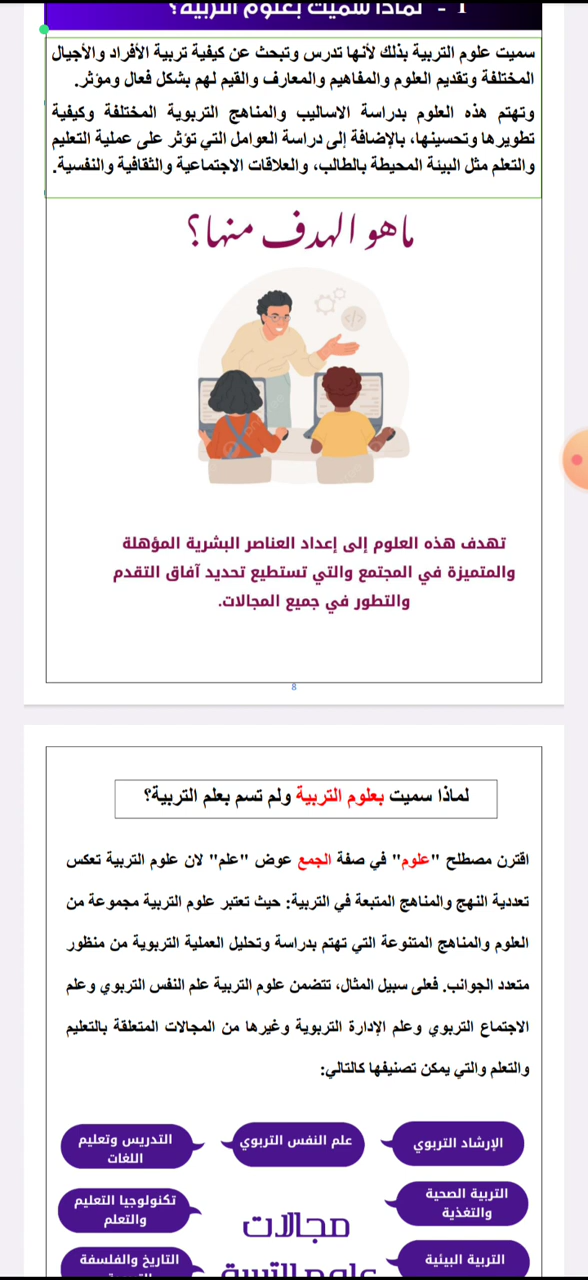 1 - لماذا سميت بعلوم التربية؟
سميت علوم التربية بذلك لأنها تدرس وتبحث عن كيفية تربية الأفراد والأجيال
المختلفة وتقديم العلوم والمفاهيم والمعارف والقيم لهم بشكل فعال ومؤثر.
وتهتم هذه العلوم بدراسة الاساليب والمناهج التربوية المختلفة وكيفية
تطويرها وتحسينها، بالإضافة إلى دراسة العوامل التي تؤثر على عملية التعليم
والتعلم مثل البيئة المحيطة بالطالب، والعلاقات الاجتماعية والثقافية والنفسية.
ماهو الهدف منها؟
تهدف هذه العلوم إلى إعداد العناصر البشرية المؤهلة
والمتميزة في المجتمع والتي تستطيع تحديد آفاق التقدم
والتطور في جميع المجالات.
8
لماذا سميت بعلوم التربية ولم تسم بعلم التربية؟
اقترن مصطلح "علوم" في صفة الجمع عوض "علم" لان علوم التربية تعكس
تعددية النهج والمناهج المتبعة في التربية: حيث تعتبر علوم التربية مجموعة من
العلوم والمناهج المتنوعة التي تهتم بدراسة وتحليل العملية التربوية من منظور
متعدد الجوانب. فعلى سبيل المثال، تتضمن علوم التربية علم النفس التربوي وعلم
الاجتماع التربوي وعلم الإدارة التربوية وغيرها من المجالات المتعلقة بالتعليم
والتعلم والتي يمكن تصنيفها كالتالي:
الإرشاد التربوي
علم النفس التربوي
التدريس وتعليم
اللغات
التربية الصحية
والتغذية
تكنولوجيا التعليم
والتعلم
مجالات
علوم التربية
التربية البيئية
التاريخ والفلسفة